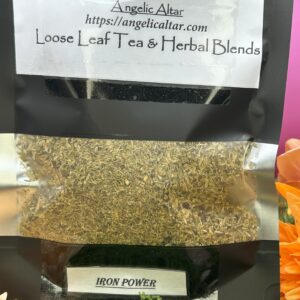 Angelic Altar
https://angelicaltar.com
Loose Leaf Tea & Herbal Blends
IRON POWER